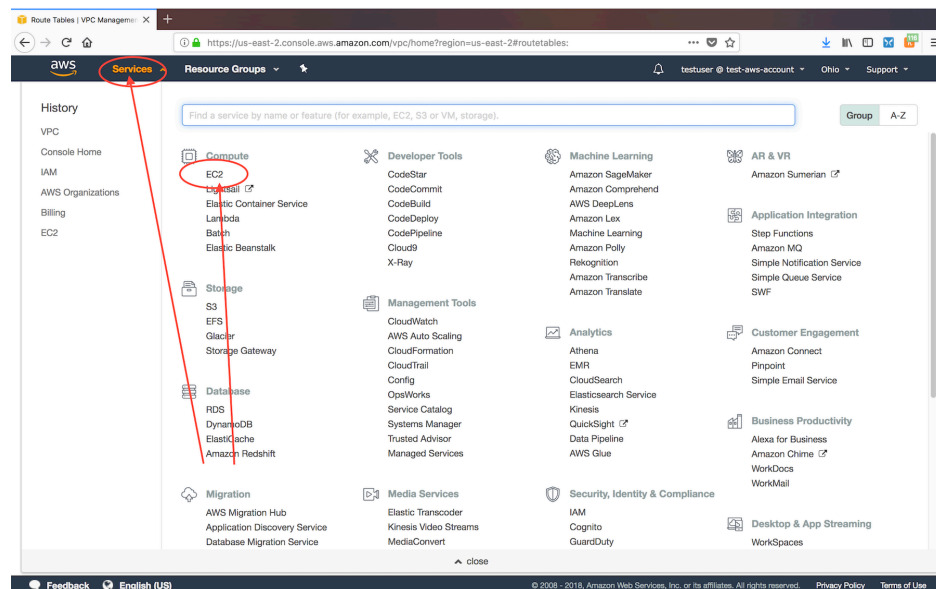 Route Tables | VPC Managemen
https://us-east-2.console.aws.amazon.com/vpc/home?region=us-east-2#routetables:
aws
Services
Resource Groups
testuser @ test-aws-account
Ohio
Support
History
VPC
Console Home
IAM
AWS Organizations
Billing
EC2
Find a service by name or feature (for example, EC2, S3 or VM, storage).
Group
A-Z
Compute
EC2
Lightsail
Elastic Container Service
Lambda
Batch
Elastic Beanstalk
Storage
S3
EFS
Glacier
Storage Gateway
Database
RDS
DynamoDB
ElastiCache
Amazon Redshift
Migration
AWS Migration Hub
Application Discovery Service
Database Migration Service
Developer Tools
CodeStar
CodeCommit
CodeBuild
CodeDeploy
CodePipeline
Cloud9
X-Ray
Management Tools
CloudWatch
AWS Auto Scaling
CloudFormation
CloudTrail
Config
OpsWorks
Service Catalog
Systems Manager
Trusted Advisor
Managed Services
Media Services
Elastic Transcoder
Kinesis Video Streams
MediaConvert
Machine Learning
Amazon SageMaker
Amazon Comprehend
AWS DeepLens
Amazon Lex
Machine Learning
Amazon Polly
Rekognition
Amazon Transcribe
Amazon Translate
Analytics
Athena
EMR
CloudSearch
Elasticsearch Service
Kinesis
QuickSight
Data Pipeline
AWS Glue
Security, Identity & Compliance
IAM
Cognito
GuardDuty
AR & VR
Amazon Sumerian
Application Integration
Step Functions
Amazon MQ
Simple Notification Service
Simple Queue Service
SWF
Customer Engagement
Amazon Connect
Pinpoint
Simple Email Service
Business Productivity
Alexa for Business
Amazon Chime
WorkDocs
WorkMail
Desktop & App Streaming
WorkSpaces
close
Feedback
English (US)
© 2008 - 2018, Amazon Web Services, Inc. or its affiliates. All rights reserved.
Privacy Policy
Terms of Use